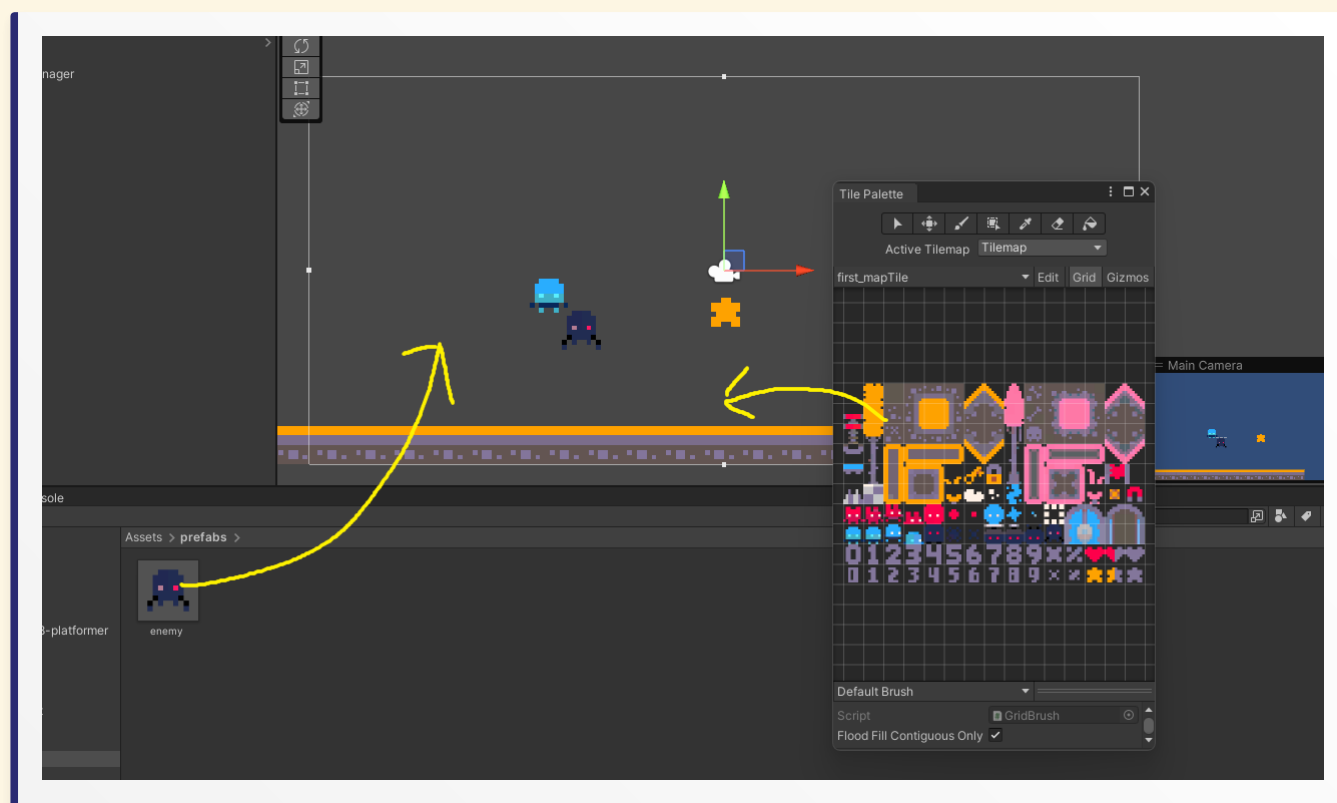 nager
Tile Palette
Active Tilemap Tilemap
first_mapTile Edit Grid Gizmos
Main Camera
0123456789
0123456789
sole
Assets > prefabs >
enemy
3-platformer
Default Brush
Script GridBrush
Flood Fill Contiguous Only